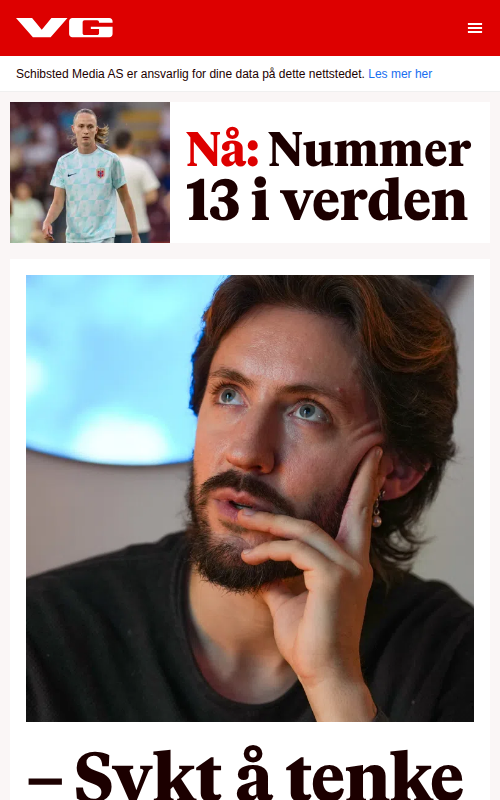 VG
Schibsted Media AS er ansvarlig for dine data på dette nettstedet. Les mer her
Nå: Nummer
13 i verden
– Sykt å tenke